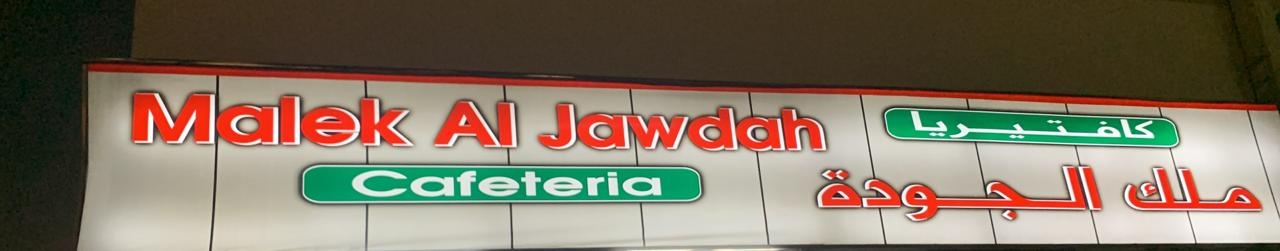 Malek Al Jawdah
Cafeteria
كافتيريا
ملك الجودة